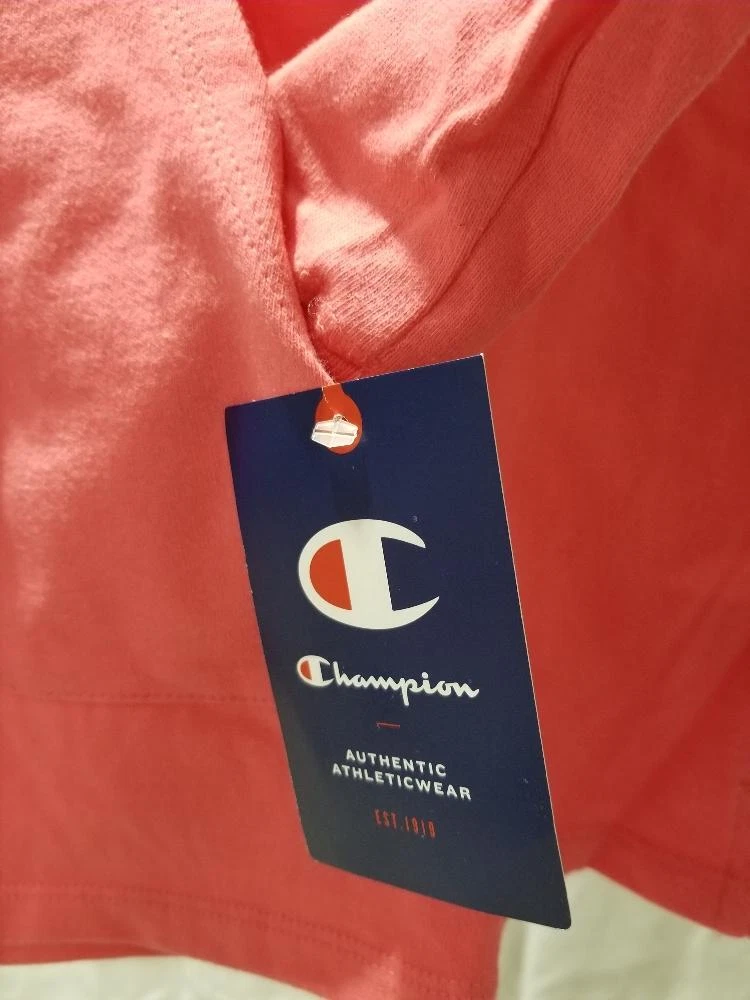 Champion
AUTHENTIC
ATHLETICWEAR
EST. 1919